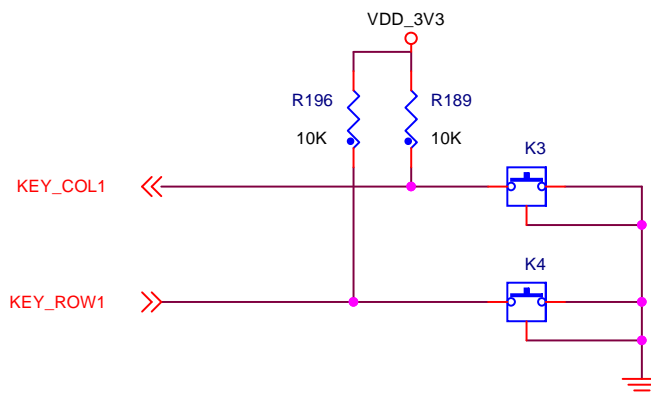 VDD_3V3
R196
R189
10K
10K
K3
KEY_COL1
K4
KEY_ROW1